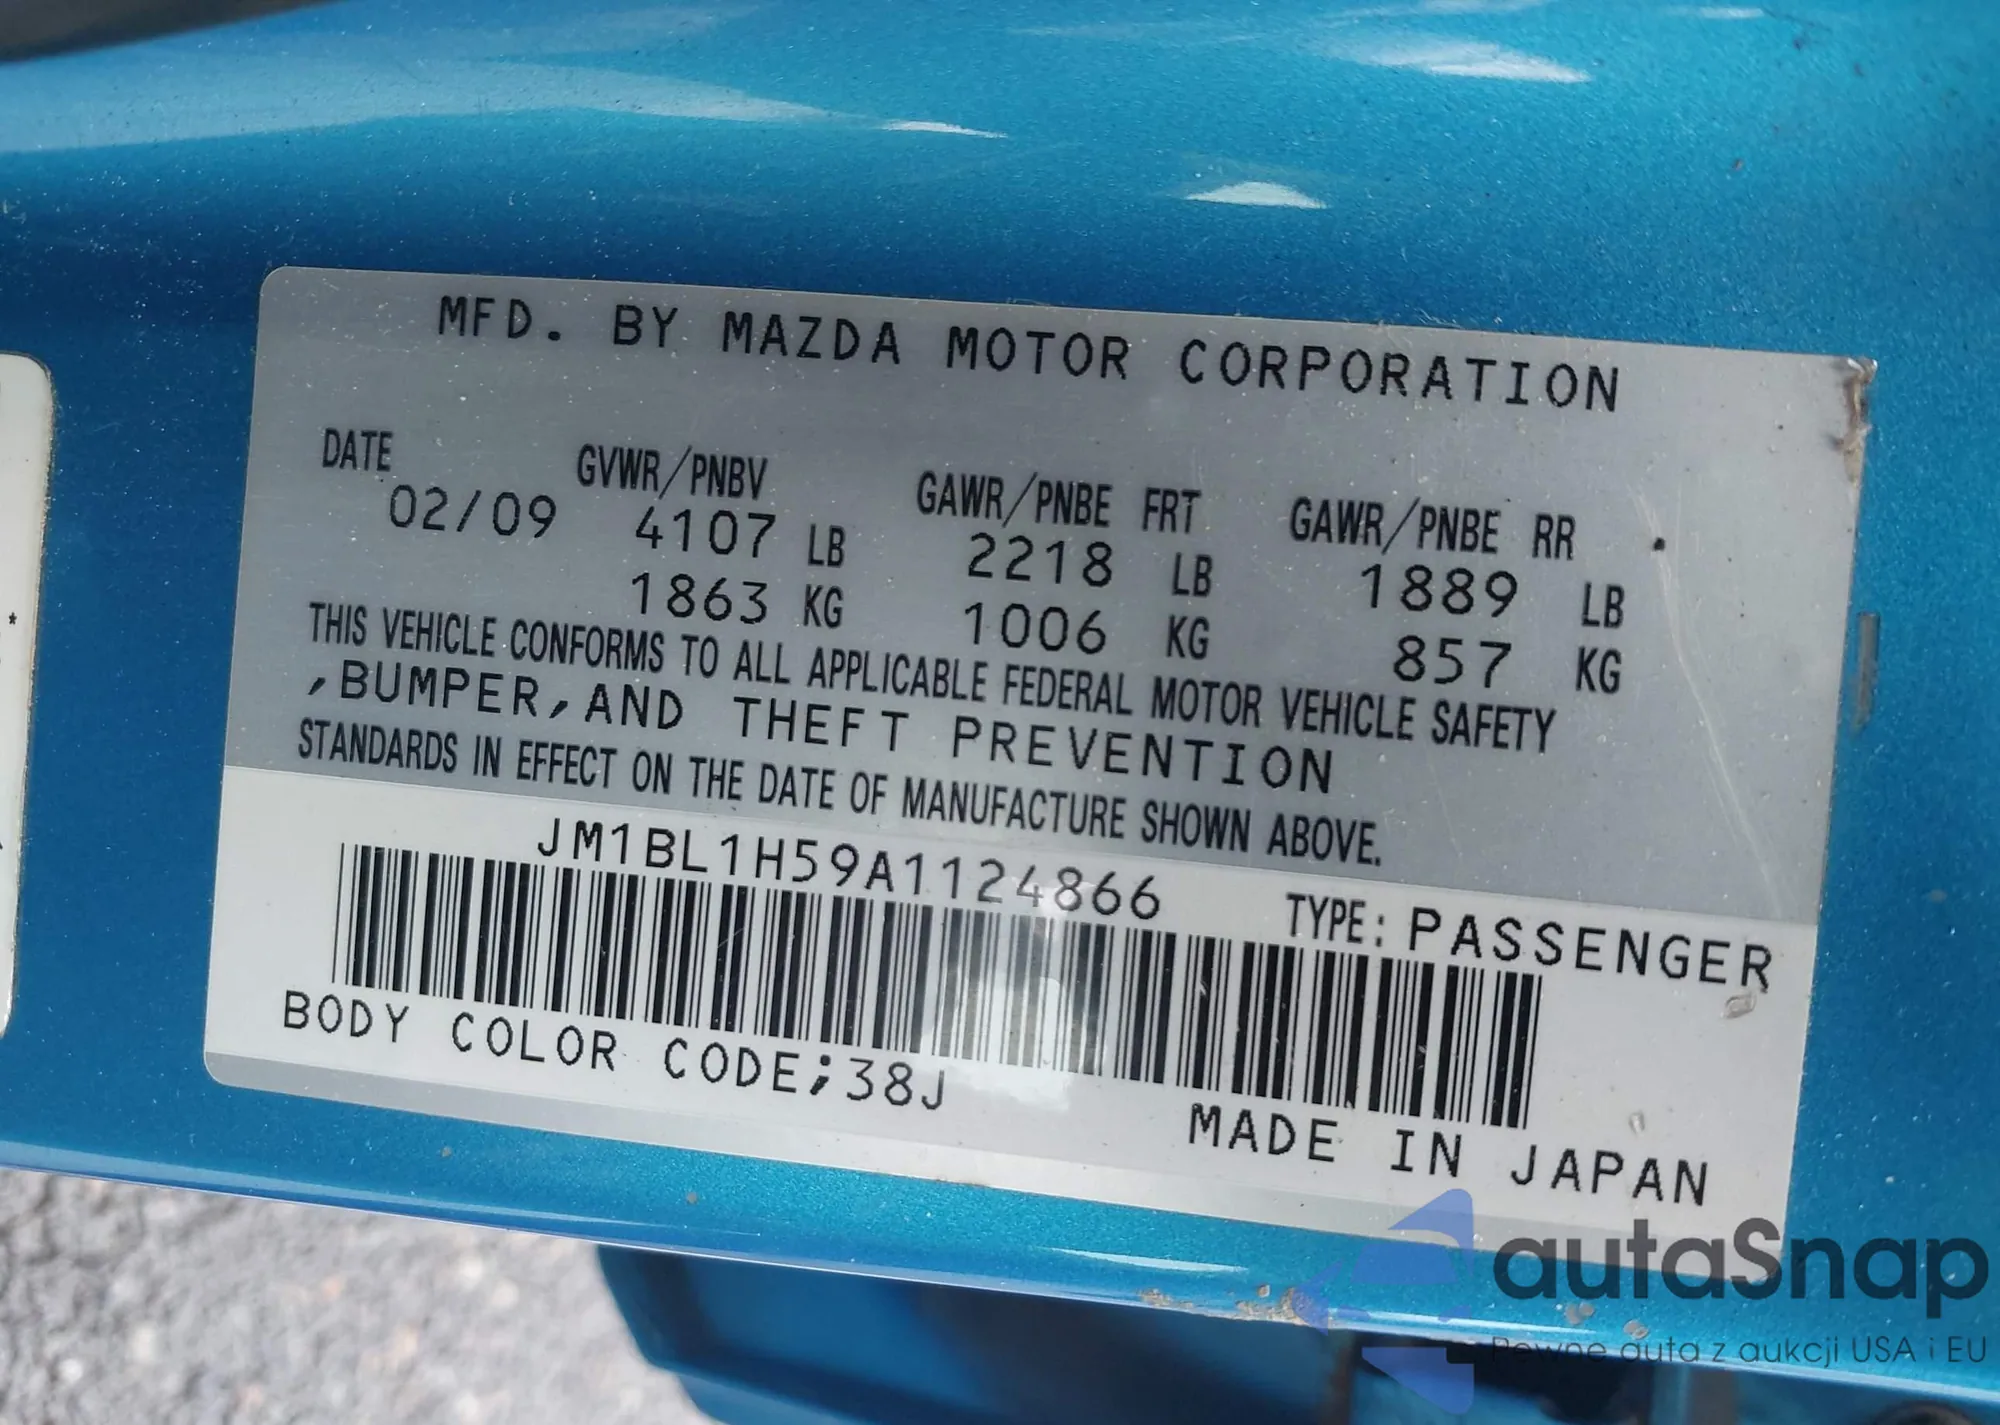 MFD. BY MAZDA MOTOR CORPORATION
DATE GVWR/PNBV GAWR/PNBE FRT GAWR/PNBE RR
02/09 4107 LB 2218 LB 1889 LB
1863 KG 1006 KG 857 KG
THIS VEHICLE CONFORMS TO ALL APPLICABLE FEDERAL MOTOR VEHICLE SAFETY
,BUMPER,AND THEFT PREVENTION
STANDARDS IN EFFECT ON THE DATE OF MANUFACTURE SHOWN ABOVE.
JM1BL1H59A1124866 TYPE: PASSENGER
BODY COLOR CODE;38J
MADE IN JAPAN
autaSnap
Pewne auta z aukcji USA i EU